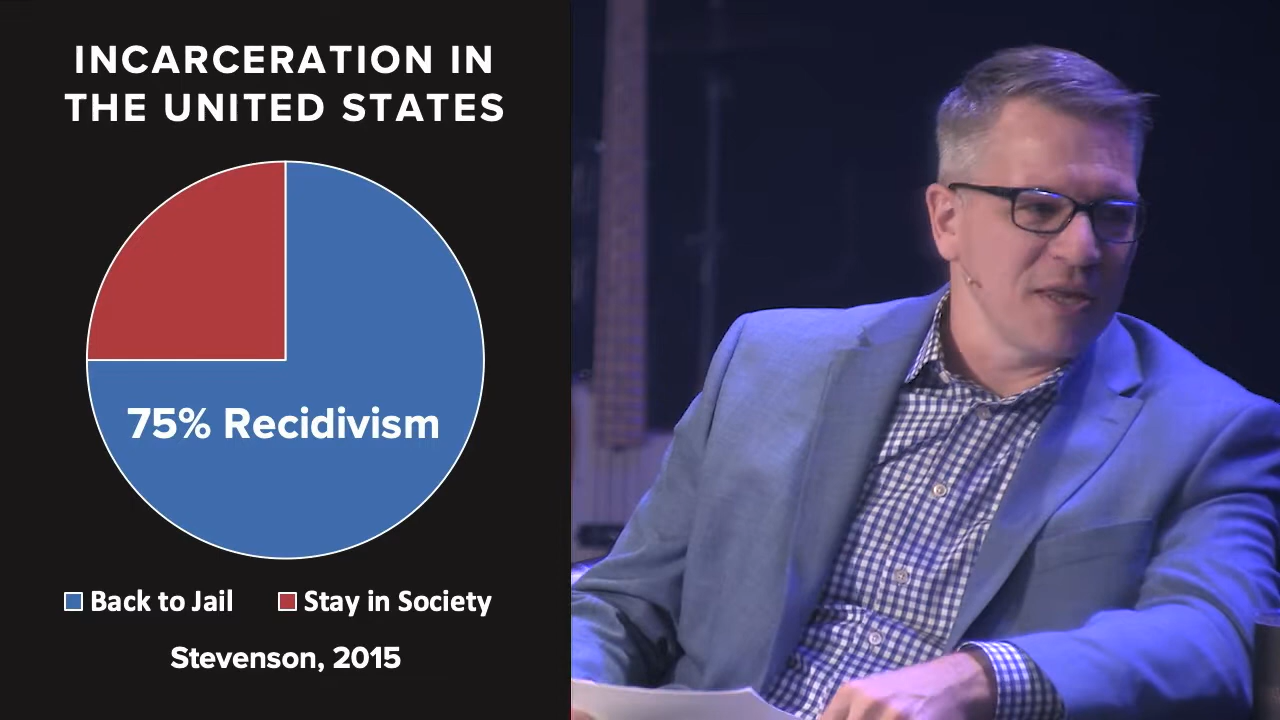 INCARCERATION IN
THE UNITED STATES
75% Recidivism
Back to Jail
Stay in Society
Stevenson, 2015